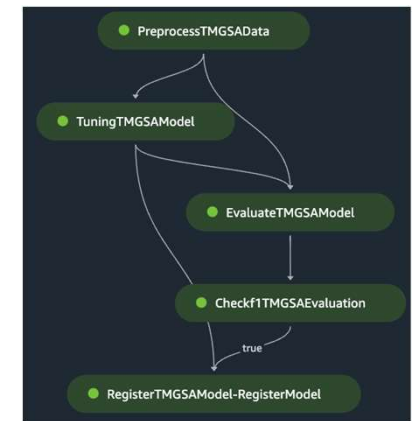 PreprocessTMGSAData
TuningTMGSAModel
EvaluateTMGSAModel
Checkf1TMGSAEvaluation
true
RegisterTMGSAModel-RegisterModel